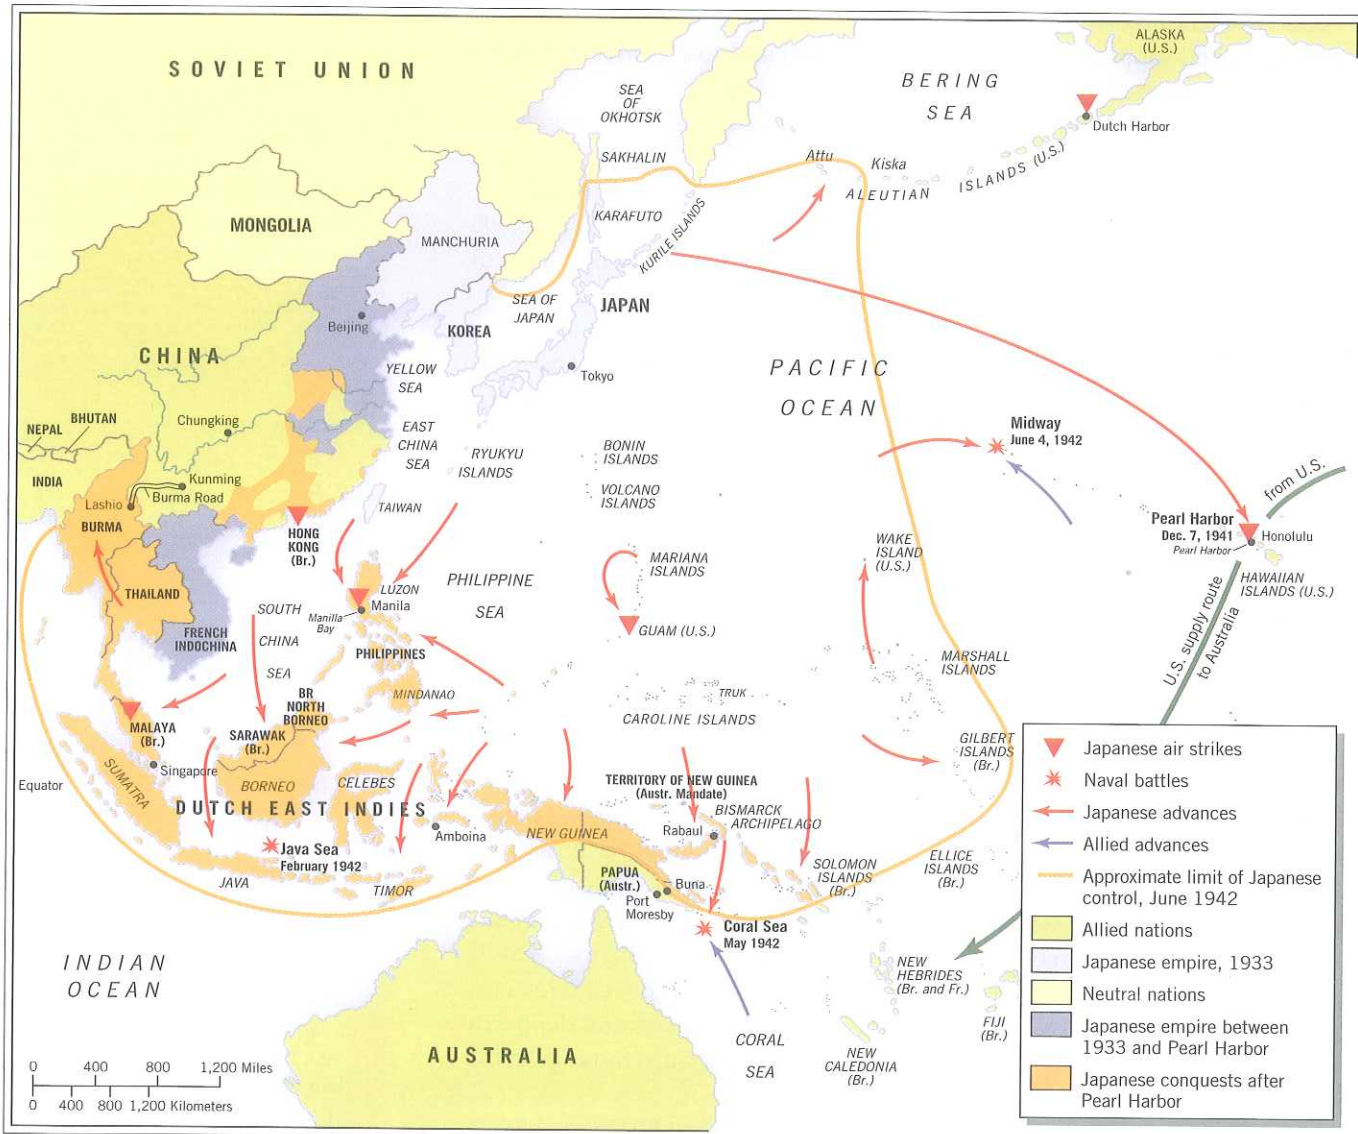 SOVIET UNION
ALASKA
(U.S.)
BERING
SEA
SEA
OF
OKHOTSK
Dutch Harbor
SAKHALIN
Attu
Kiska
ALEUTIAN
ISLANDS (U.S.)
MONGOLIA
MANCHURIA
KARAFUTO
KURILE ISLANDS
SEA OF
JAPAN
JAPAN
Beijing
KOREA
CHINA
YELLOW
SEA
Tokyo
PACIFIC
OCEAN
NEPAL
BHUTAN
Chungking
EAST
CHINA
SEA
RYUKYU
ISLANDS
BONIN
ISLANDS
VOLCANO
ISLANDS
Midway
June 4, 1942
INDIA
Kunming
Burma Road
Lashio
BURMA
TAIWAN
HONG
KONG
(Br.)
from U.S.
Pearl Harbor
Dec. 7, 1941
Pearl Harbor
Honolulu
HAWAIIAN
ISLANDS (U.S.)
WAKE
ISLAND
(U.S.)
MARIANA
ISLANDS
PHILIPPINE
SEA
LUZON
Manila
Manilla
Bay
THAILAND
SOUTH
CHINA
SEA
FRENCH
INDOCHINA
GUAM (U.S.)
PHILIPPINES
MINDANAO
MARSHALL
ISLANDS
U.S. supply route
to Australia
BR
NORTH
BORNEO
TRUK
CAROLINE ISLANDS
MALAYA
(Br.)
SARAWAK
(Br.)
GILBERT
ISLANDS
(Br.)
Singapore
Equator
SUMATRA
BORNEO
CELEBES
DUTCH EAST INDIES
TERRITORY OF NEW GUINEA
(Austr. Mandate)
BISMARCK
ARCHIPELAGO
Rabaul
Amboina
NEW GUINEA
Java Sea
February 1942
JAVA
TIMOR
PAPUA
(Austr.)
Buna
Port
Moresby
SOLOMON
ISLANDS
(Br.)
ELLICE
ISLANDS
(Br.)
Coral Sea
May 1942
INDIAN
OCEAN
NEW
HEBRIDES
(Br. and Fr.)
FIJI
(Br.)
CORAL
SEA
NEW
CALEDONIA
(Br.)
AUSTRALIA
0 400 800 1,200 Miles
0 400 800 1,200 Kilometers
Japanese air strikes
Naval battles
Japanese advances
Allied advances
Approximate limit of Japanese
control, June 1942
Allied nations
Japanese empire, 1933
Neutral nations
Japanese empire between
1933 and Pearl Harbor
Japanese conquests after
Pearl Harbor